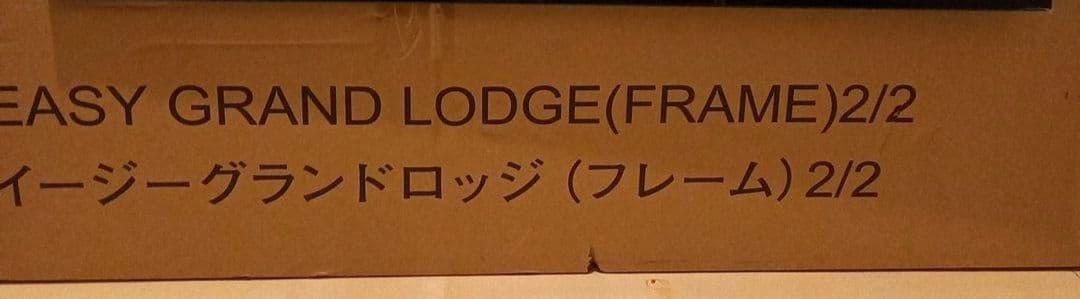 EASY GRAND LODGE(FRAME)2/2
イージーグランドロッジ（フレーム）2/2